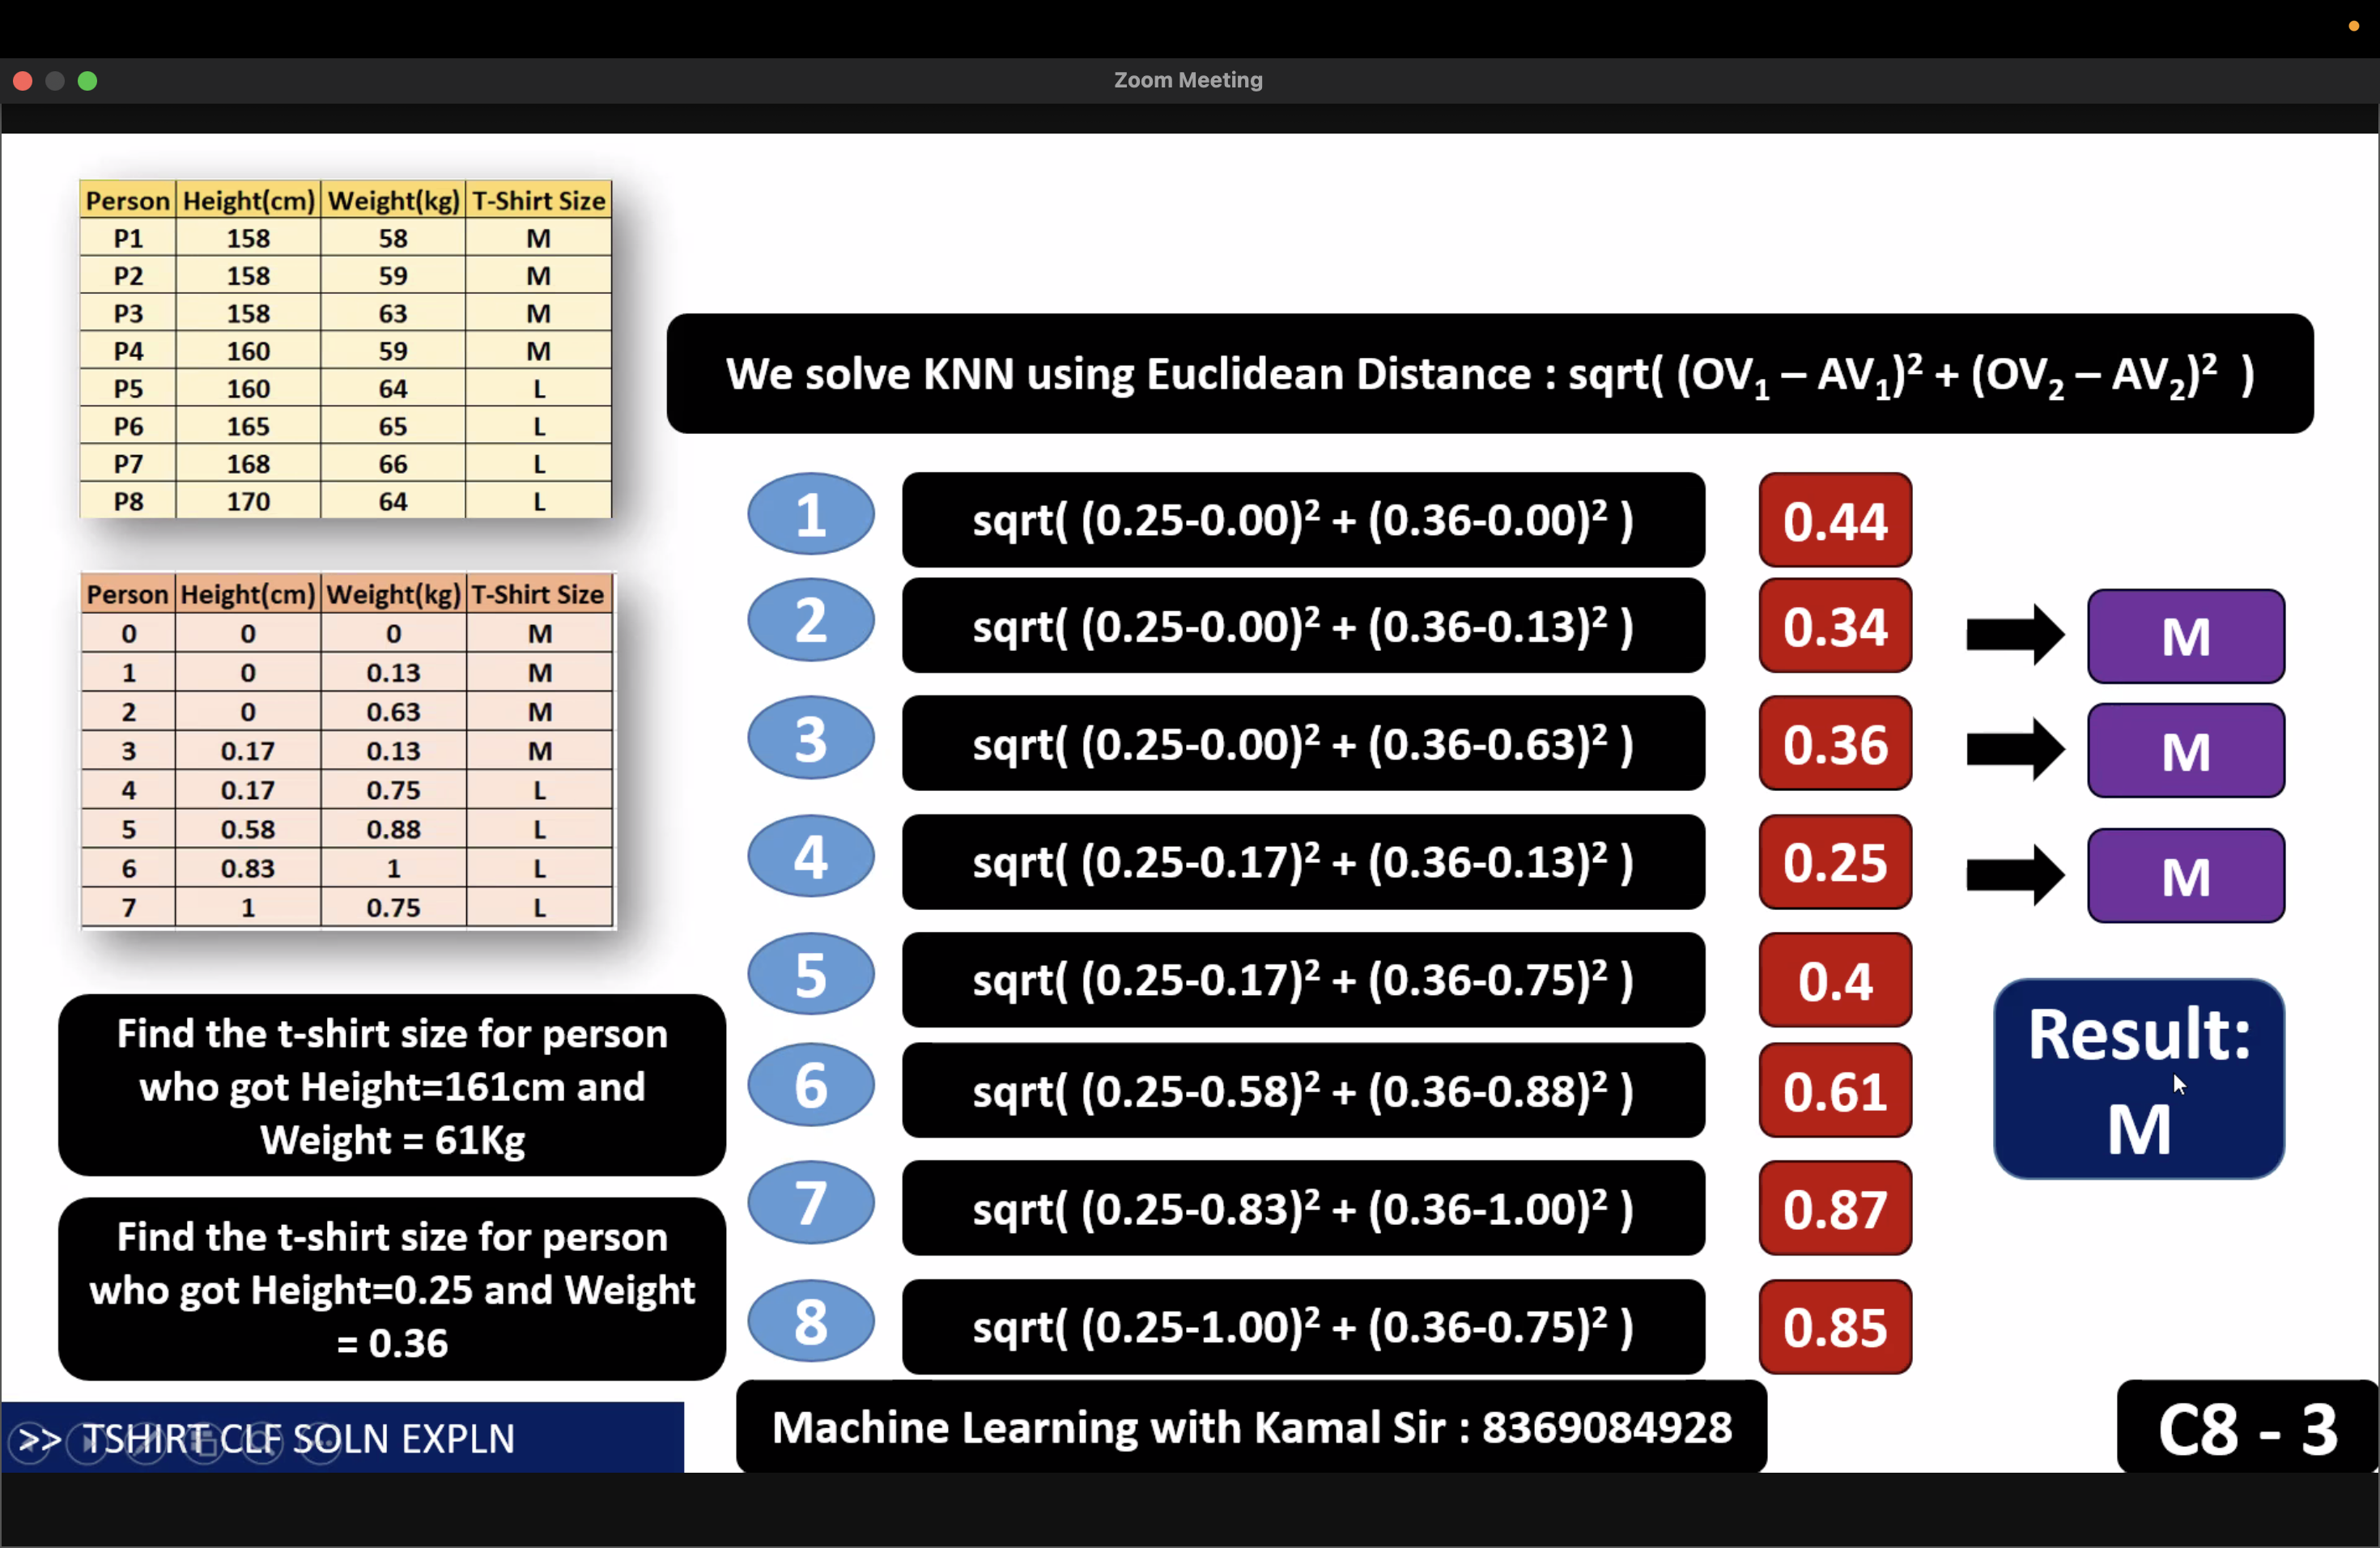 Zoom Meeting
Person Height(cm) Weight(kg) T-Shirt Size
P1 158 58 M
P2 158 59 M
P3 158 63 M
P4 160 59 M
P5 160 64 L
P6 165 65 L
P7 168 66 L
P8 170 64 L
Person Height(cm) Weight(kg) T-Shirt Size
0 0 0 M
1 0 0.13 M
2 0 0.63 M
3 0.17 0.13 M
4 0.17 0.75 L
5 0.58 0.88 L
6 0.83 1 L
7 1 0.75 L
Find the t-shirt size for person
who got Height=161cm and
Weight = 61Kg
Find the t-shirt size for person
who got Height=0.25 and Weight
= 0.36
We solve KNN using Euclidean Distance : sqrt( (OV₁ – AV₁)² + (OV₂ – AV₂)² )
1 sqrt( (0.25-0.00)² + (0.36-0.00)² ) 0.44
2 sqrt( (0.25-0.00)² + (0.36-0.13)² ) 0.34 M
3 sqrt( (0.25-0.00)² + (0.36-0.63)² ) 0.36 M
4 sqrt( (0.25-0.17)² + (0.36-0.13)² ) 0.25 M
5 sqrt( (0.25-0.17)² + (0.36-0.75)² ) 0.4
6 sqrt( (0.25-0.58)² + (0.36-0.88)² ) 0.61
7 sqrt( (0.25-0.83)² + (0.36-1.00)² ) 0.87
8 sqrt( (0.25-1.00)² + (0.36-0.75)² ) 0.85
Result:
M
>> TSHIRT CLF SOLN EXPLN
Machine Learning with Kamal Sir : 8369084928
C8 - 3